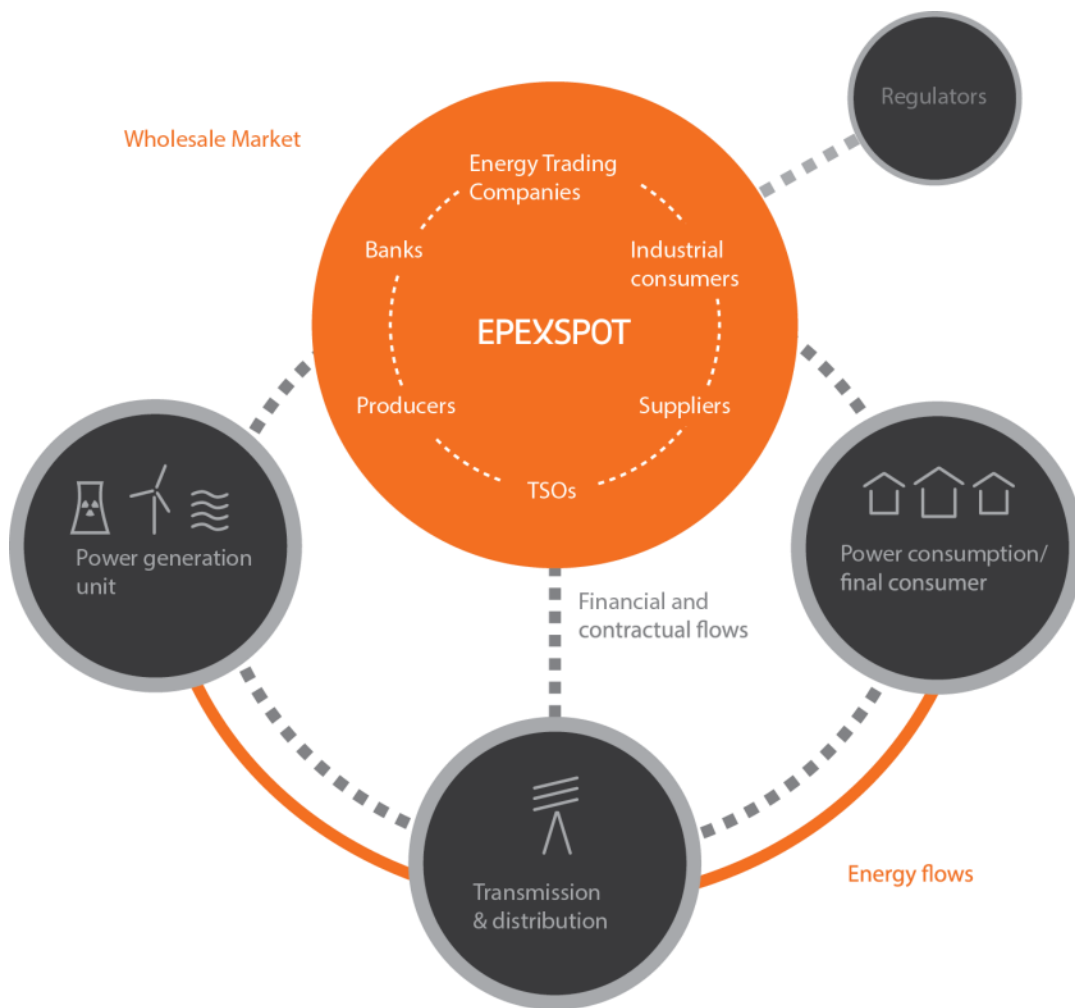 Regulators
Wholesale Market
Energy Trading
Companies
Banks
Industrial
consumers
EPEXSPOT
Producers
Suppliers
TSOs
Power generation
unit
Power consumption/
final consumer
Financial and
contractual flows
Transmission
& distribution
Energy flows